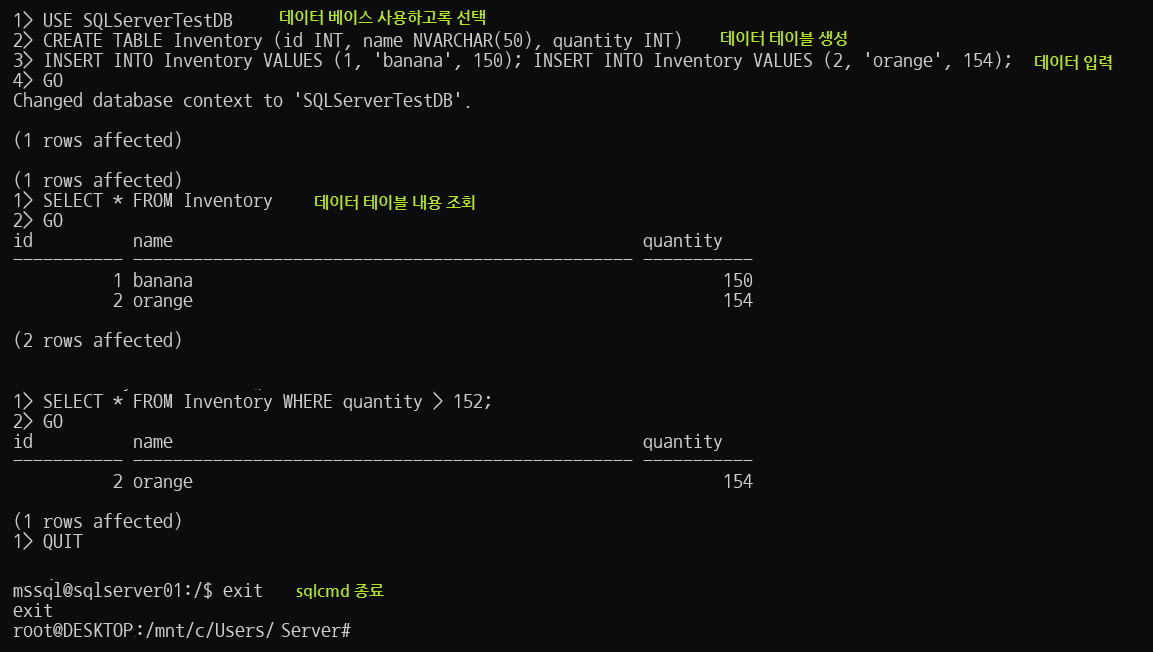 1> USE SQLServerTestDB 데이터 베이스 사용하고록 선택
2> CREATE TABLE Inventory (id INT, name NVARCHAR(50), quantity INT) 데이터 테이블 생성
3> INSERT INTO Inventory VALUES (1, 'banana', 150); INSERT INTO Inventory VALUES (2, 'orange', 154); 데이터 입력
4> GO
Changed database context to 'SQLServerTestDB'.
(1 rows affected)
(1 rows affected)
1> SELECT * FROM Inventory 데이터 테이블 내용 조회
2> GO
id name quantity
----------- -------------------------------------------------- -----------
1 banana 150
2 orange 154
(2 rows affected)
1> SELECT * FROM Inventory WHERE quantity > 152;
2> GO
id name quantity
----------- -------------------------------------------------- -----------
2 orange 154
(1 rows affected)
1> QUIT
mssql@sqlserver01:/$ exit sqlcmd 종료
exit
root@DESKTOP:/mnt/c/Users/ Server#